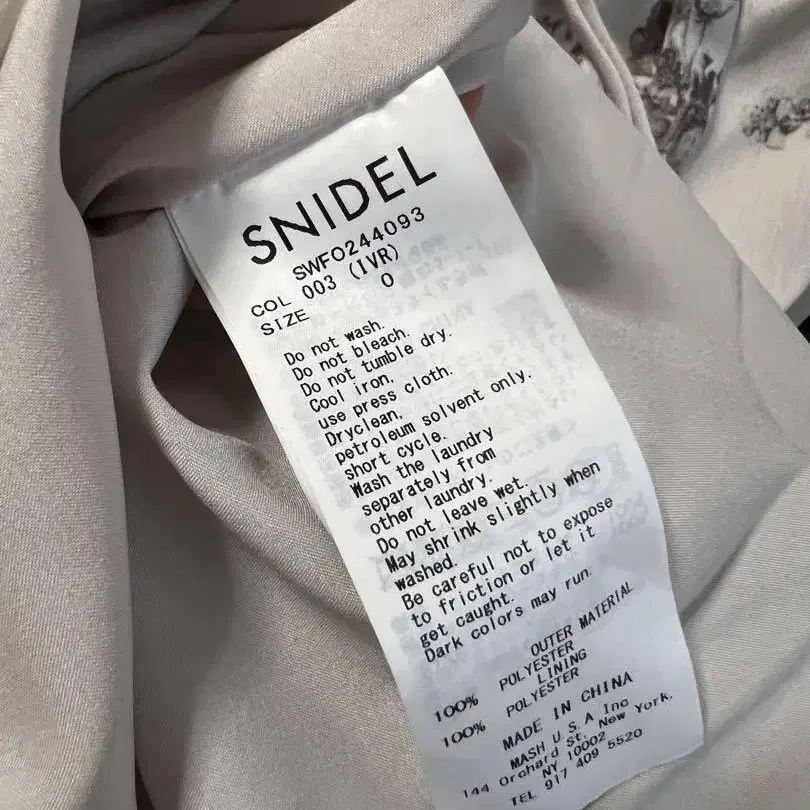 SNIDEL
SWFO244093
COL 003 (IVR)
SIZE 0
Do not wash.
Do not bleach.
Do not tumble dry.
Cool iron,
use press cloth.
Dryclean,
petroleum solvent only.
short cycle.
Wash the laundry
separately from
other laundry.
Do not leave wet.
May shrink slightly when
washed.
Be careful not to expose
to friction or let it
get caught.
Dark colors may run.
OUTER MATERIAL
100% POLYESTER
LINING
100% POLYESTER
MADE IN CHINA
MASH U.S.A Inc
144 Orchard St, New York,
NY 10002
TEL 917 409 5520